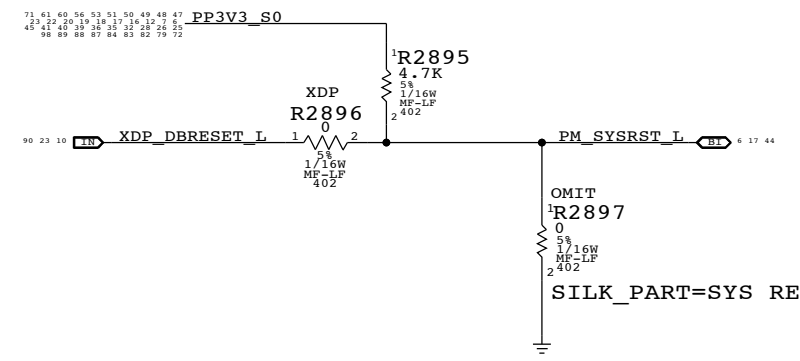 71 61 60 56 53 51 50 49 48 47
23 22 20 19 18 17 16 12 7 6
45 41 40 39 36 35 32 28 26 25
98 89 88 87 84 83 82 79 72
PP3V3_S0
1
R2895
4.7K
5%
1/16W
MF-LF
402
2
XDP
R2896
0
1
2
5%
1/16W
MF-LF
402
90 23 10
IN
XDP_DBRESET_L
PM_SYSRST_L
BI
6 17 44
OMIT
1
R2897
0
5%
1/16W
MF-LF
402
2
SILK_PART=SYS RE